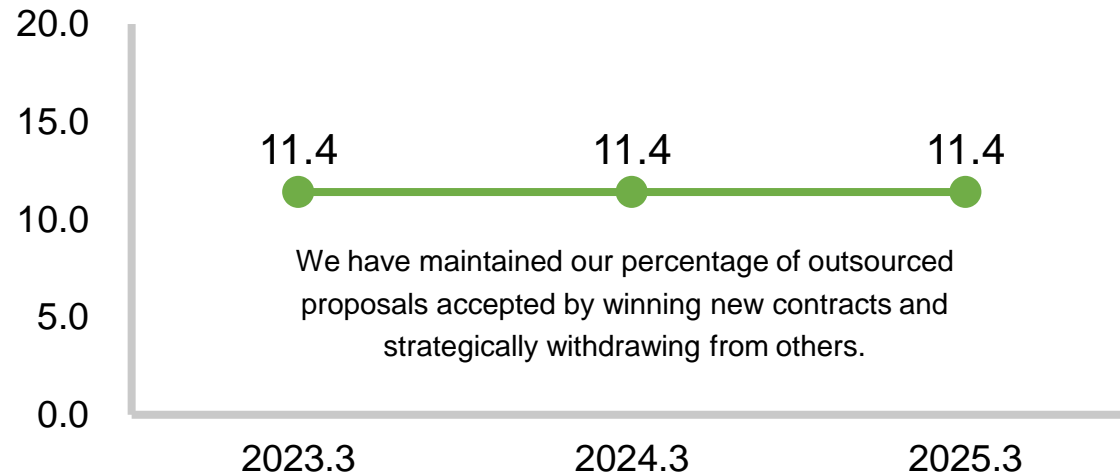 20.0
15.0
11.4 11.4 11.4
10.0
We have maintained our percentage of outsourced
proposals accepted by winning new contracts and
5.0
strategically withdrawing from others.
0.0
2023.3 2024.3 2025.3